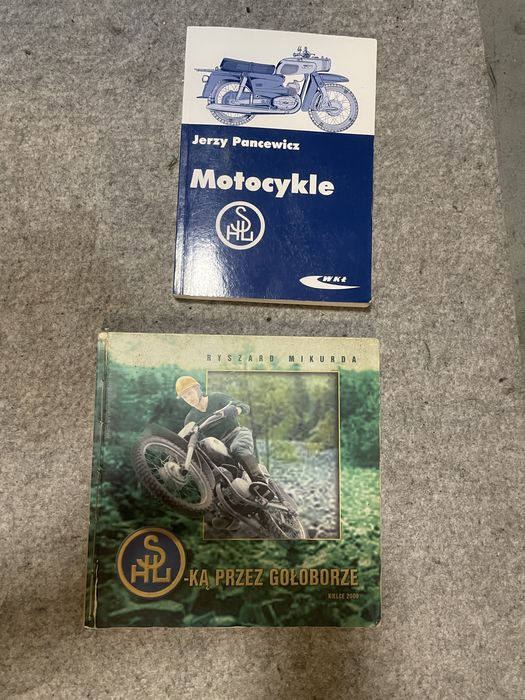 Jerzy Pancewicz
Motocykle
SHL
WKŁ
RYSZARD MIKURDA
SHL
-KĄ PRZEZ GOŁOBORZE
KIELCE 2000